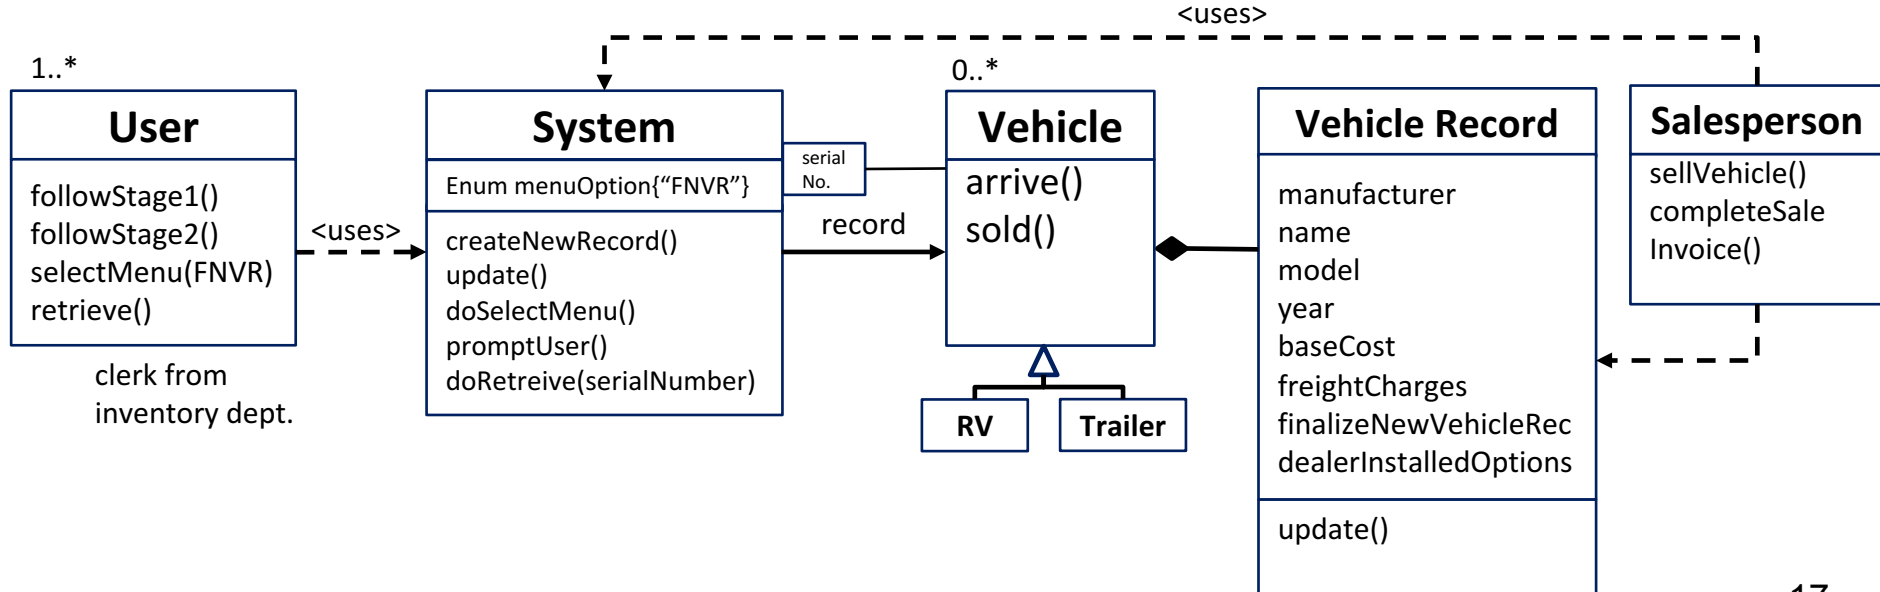 <uses>
1..*
0..*
User
followStage1()
followStage2()
selectMenu(FNVR)
retrieve()
clerk from
inventory dept.
<uses>
System
Enum menuOption{“FNVR”}
createNewRecord()
update()
doSelectMenu()
promptUser()
doRetreive(serialNumber)
serial
No.
record
Vehicle
arrive()
sold()
RV
Trailer
Vehicle Record
manufacturer
name
model
year
baseCost
freightCharges
finalizeNewVehicleRec
dealerInstalledOptions
update()
Salesperson
sellVehicle()
completeSale
Invoice()
17